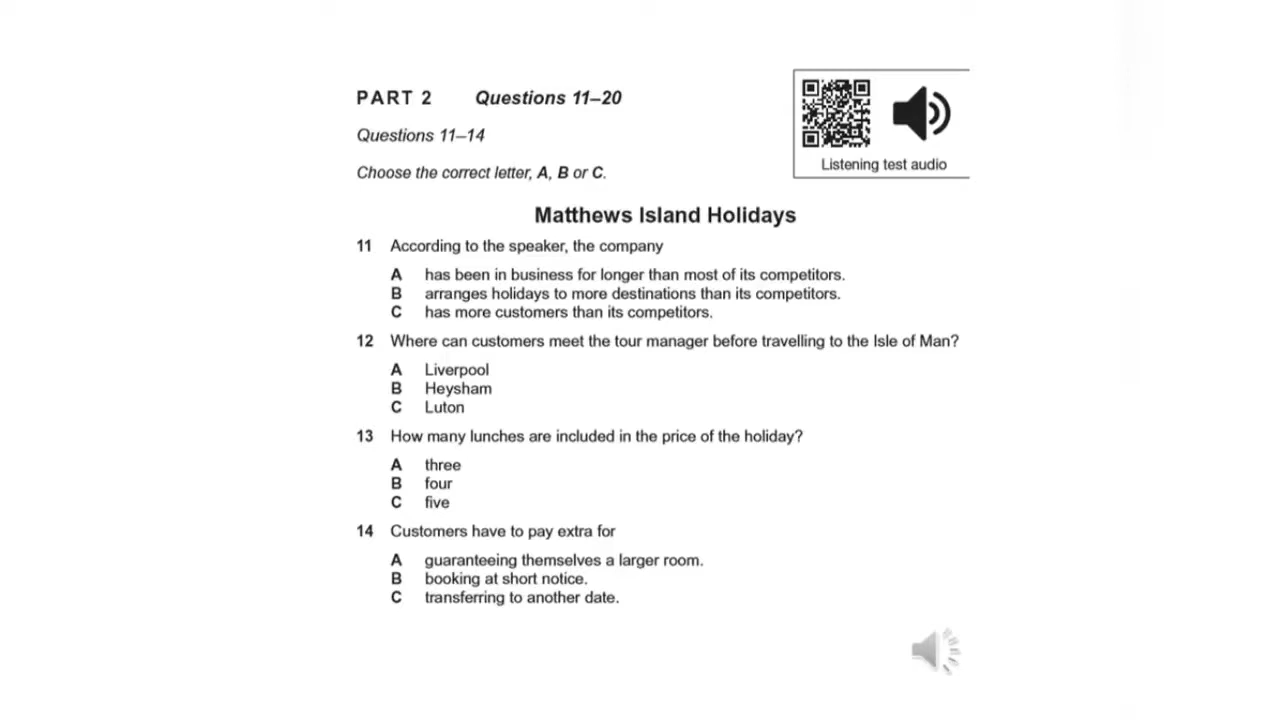 PART 2 Questions 11–20
Questions 11–14
Choose the correct letter, A, B or C.
Listening test audio
Matthews Island Holidays
11 According to the speaker, the company
A has been in business for longer than most of its competitors.
B arranges holidays to more destinations than its competitors.
C has more customers than its competitors.
12 Where can customers meet the tour manager before travelling to the Isle of Man?
A Liverpool
B Heysham
C Luton
13 How many lunches are included in the price of the holiday?
A three
B four
C five
14 Customers have to pay extra for
A guaranteeing themselves a larger room.
B booking at short notice.
C transferring to another date.